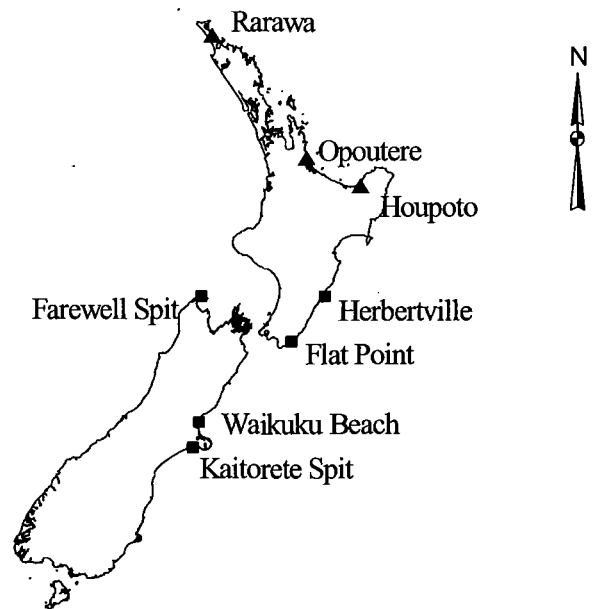 Rarawa
N
Opoutere
Houpoto
Farewell Spit
Herbertville
Flat Point
Waikuku Beach
Kaitorete Spit